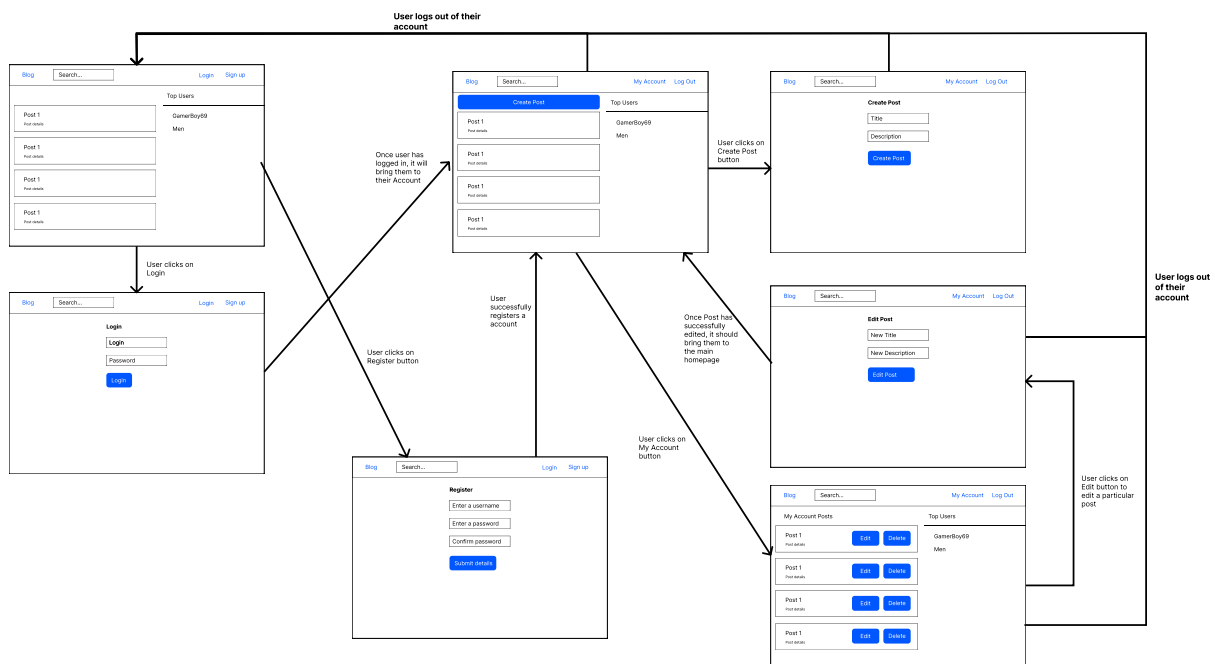 User logs out of their
account
Blog
Search...
Login
Sign up
Top Users
GamerBoy69
Men
Post 1
Post details
Post 1
Post details
Post 1
Post details
Post 1
Post details
User clicks on
Login
Blog
Search...
Login
Sign up
Login
Login
Password
Login
Once user has
logged in, it will
bring them to
their Account
User clicks on
Register button
Blog
Search...
My Account
Log Out
Create Post
Top Users
GamerBoy69
Men
Post 1
Post details
Post 1
Post details
Post 1
Post details
Post 1
Post details
User
successfully
registers a
account
Blog
Search...
Login
Sign up
Register
Enter a username
Enter a password
Confirm password
Submit details
User clicks on
Create Post
button
Blog
Search...
My Account
Log Out
Create Post
Title
Description
Create Post
Once Post has
successfully
edited, it should
bring them to
the main
homepage
Blog
Search...
My Account
Log Out
Edit Post
New Title
New Description
Edit Post
User clicks on
My Account
button
Blog
Search...
My Account
Log Out
My Account Posts
Top Users
GamerBoy69
Men
Post 1
Post details
Edit
Delete
Post 1
Post details
Edit
Delete
Post 1
Post details
Edit
Delete
Post 1
Post details
Edit
Delete
User clicks on
Edit button to
edit a particular
post
User logs out
of their
account